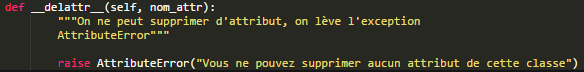 def __delattr__(self, nom_attr):
    """On ne peut supprimer d'attribut, on lève l'exception
    AttributeError"""
    raise AttributeError("Vous ne pouvez supprimer aucun attribut de cette classe")